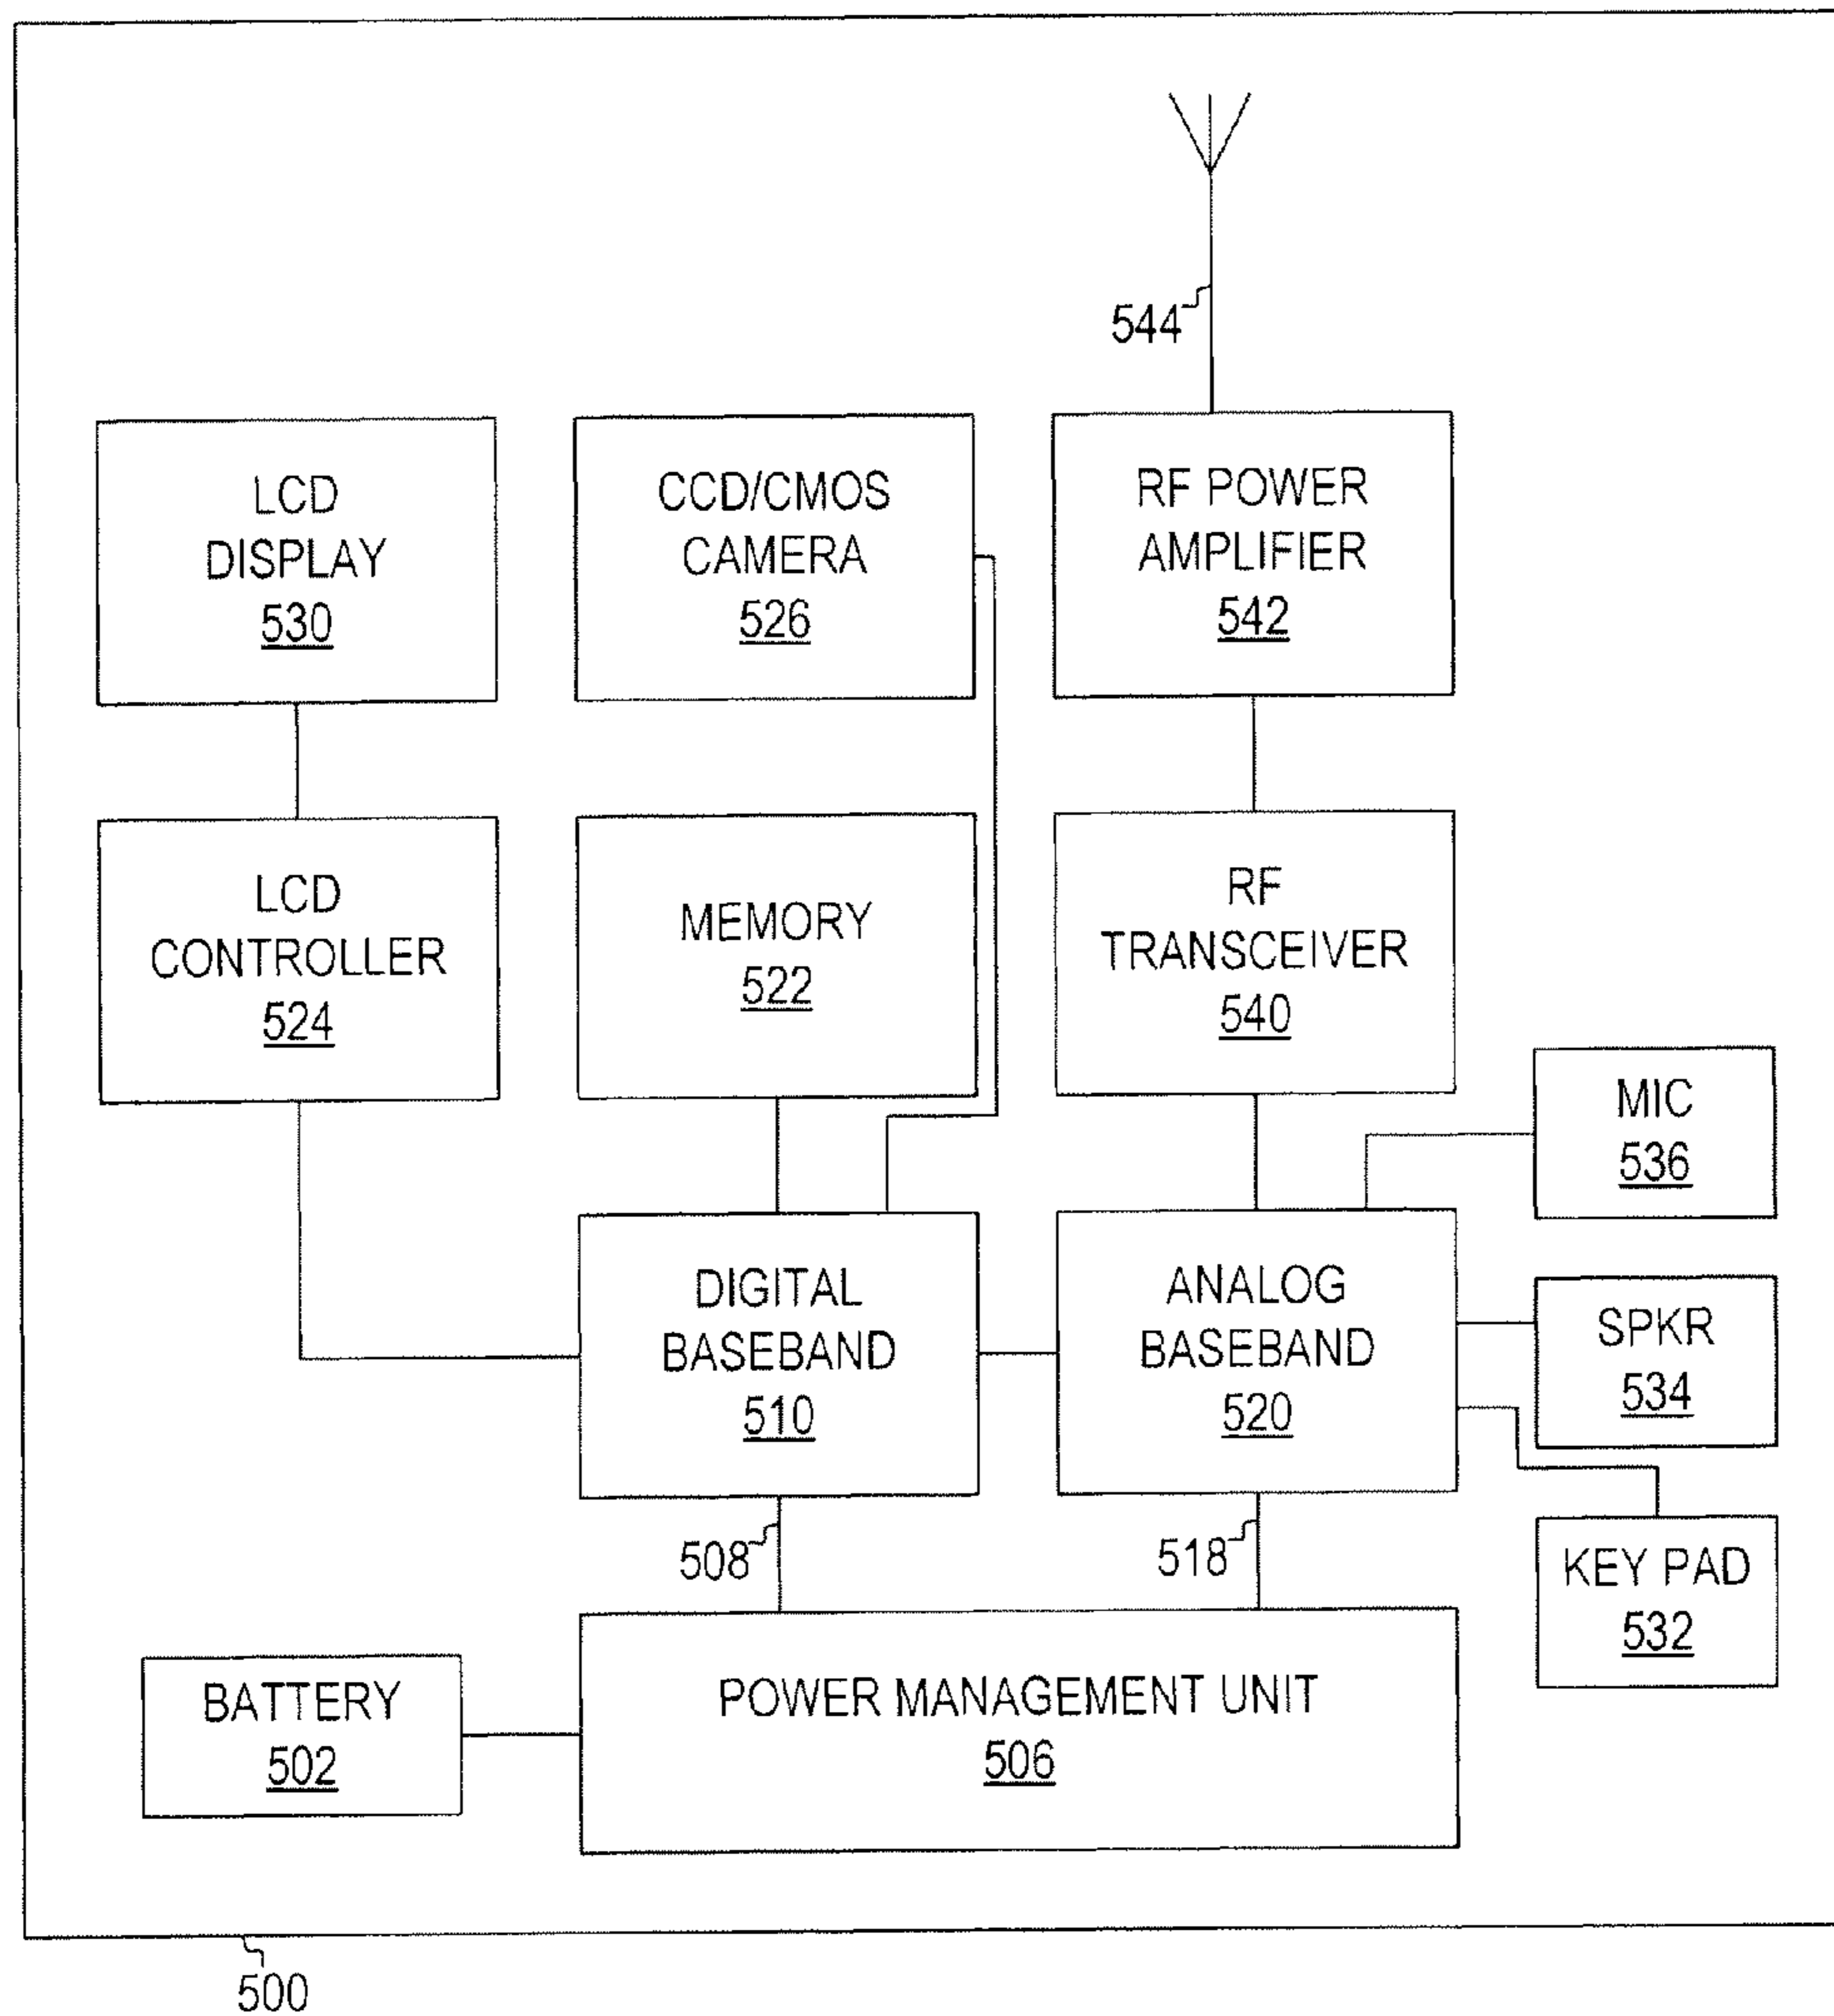 544
LCD
DISPLAY
530
CCD/CMOS
CAMERA
526
RF POWER
AMPLIFIER
542
LCD
CONTROLLER
524
MEMORY
522
RF
TRANSCEIVER
540
MIC
536
DIGITAL
BASEBAND
510
ANALOG
BASEBAND
520
SPKR
534
508
518
KEY PAD
532
BATTERY
502
POWER MANAGEMENT UNIT
506
500